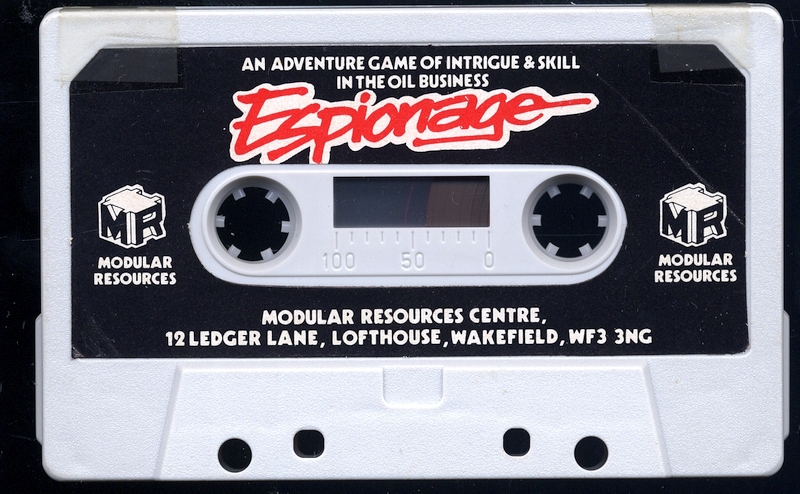 AN ADVENTURE GAME OF INTRIGUE & SKILL
IN THE OIL BUSINESS
Espionage
MR
MODULAR
RESOURCES
MR
MODULAR
RESOURCES
100 50 0
MODULAR RESOURCES CENTRE,
12 LEDGER LANE, LOFTHOUSE, WAKEFIELD, WF3 3NG